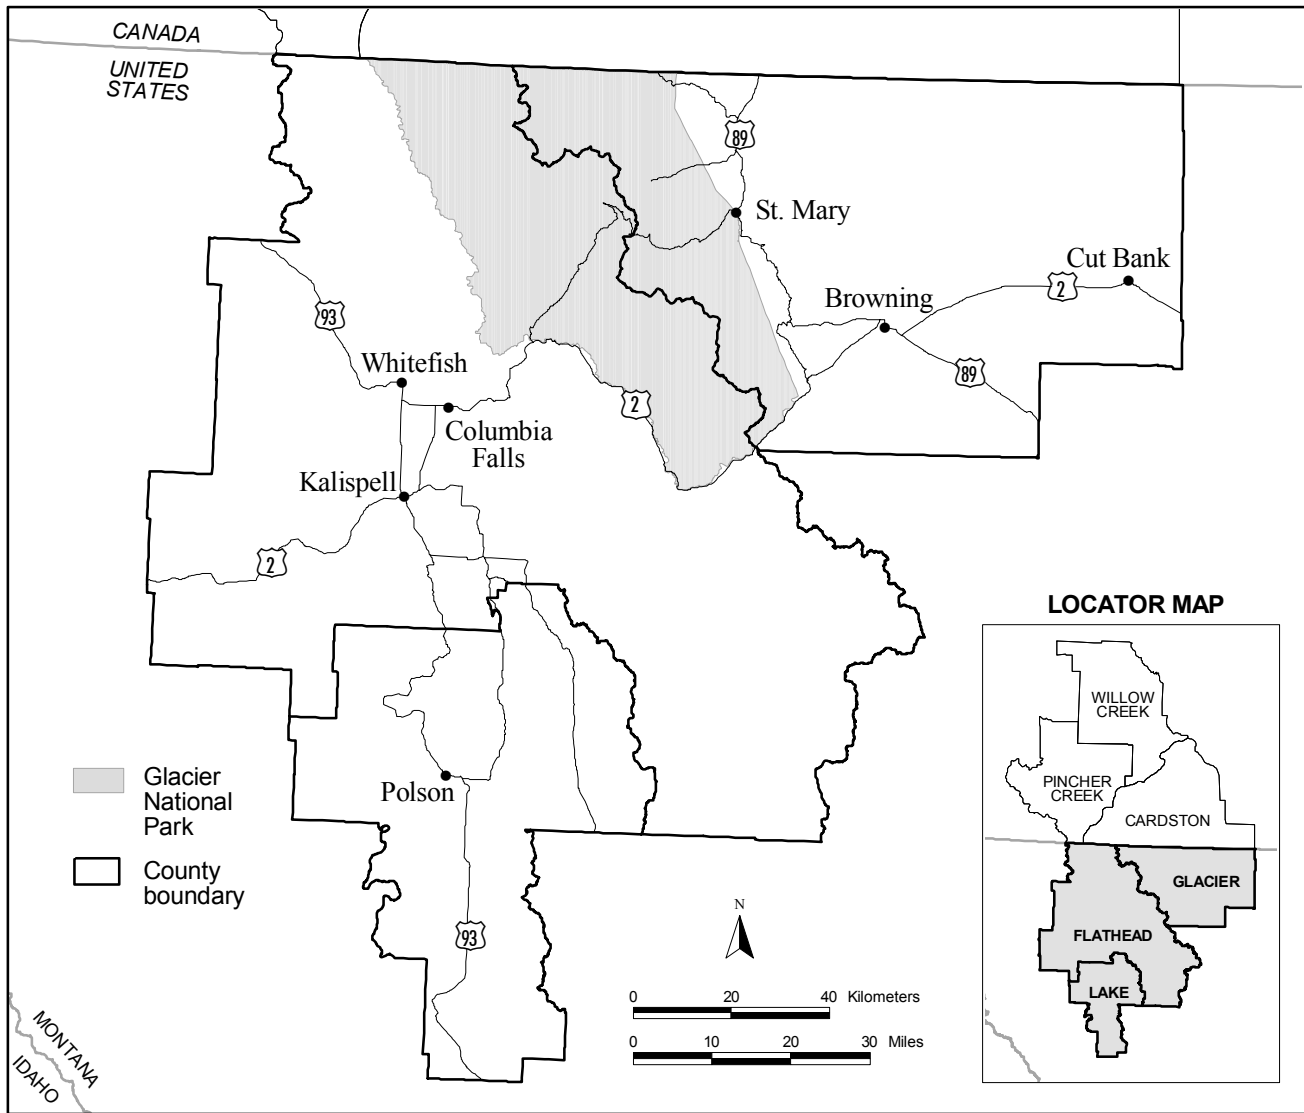 CANADA
UNITED
STATES
89
St. Mary
Cut Bank
2
Browning
93
89
Whitefish
2
Columbia
Falls
Kalispell
2
LOCATOR MAP
WILLOW
CREEK
PINCHER
CREEK
CARDSTON
GLACIER
FLATHEAD
LAKE
Polson
Glacier
National
Park
County
boundary
93
N
0 20 40 Kilometers
0 10 20 30 Miles
MONTANA
IDAHO